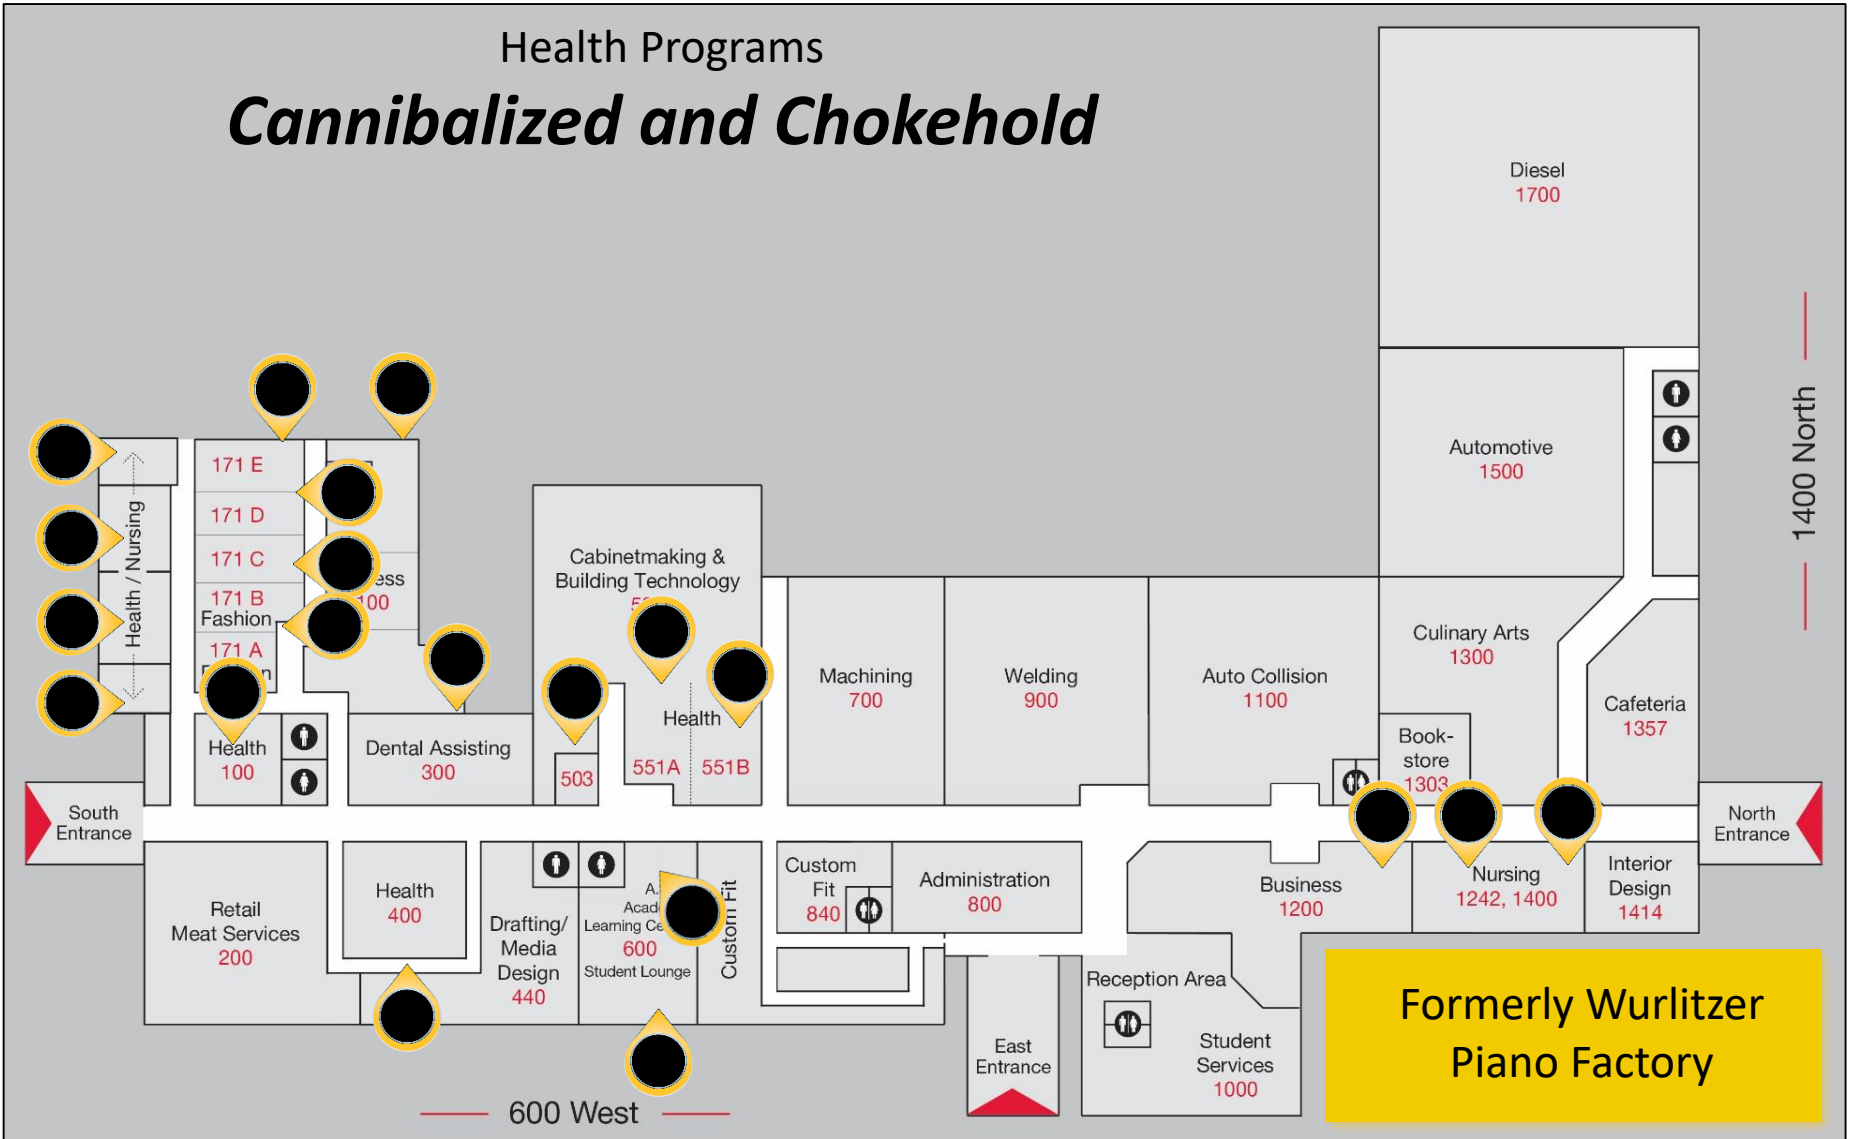 Health Programs
Cannibalized and Chokehold
Diesel
1700
1400 North
Automotive
1500
Health / Nursing
171 E
171 D
171 C
171 B
Fashion
171 A
Health
100
Dental Assisting
300
Cabinetmaking &
Building Technology
503
Health
551A
551B
Machining
700
Welding
900
Auto Collision
1100
Culinary Arts
1300
Book-
store
1303
Cafeteria
1357
South
Entrance
North
Entrance
Retail
Meat Services
200
Health
400
Drafting/
Media
Design
440
Learning
600
Student Lounge
Custom Fit
Custom
Fit
840
Administration
800
Business
1200
Nursing
1242, 1400
Interior
Design
1414
Reception Area
Student
Services
1000
East
Entrance
600 West
Formerly Wurlitzer
Piano Factory